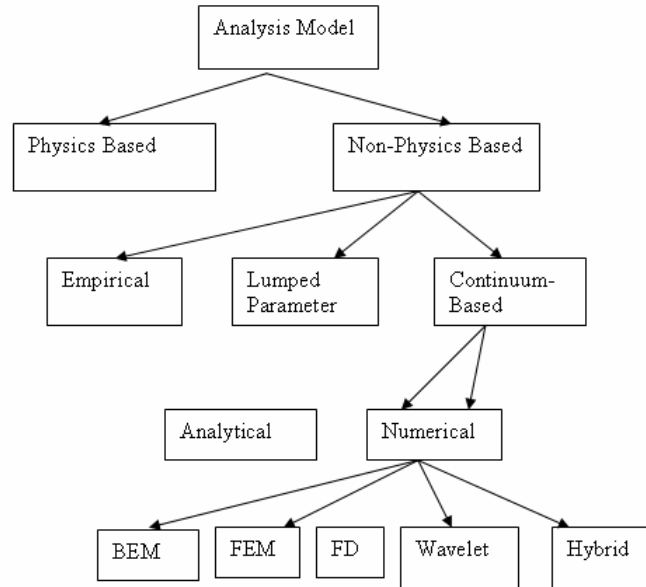 Analysis Model
Physics Based
Non-Physics Based
Empirical
Lumped
Parameter
Continuum-
Based
Analytical
Numerical
BEM
FEM
FD
Wavelet
Hybrid